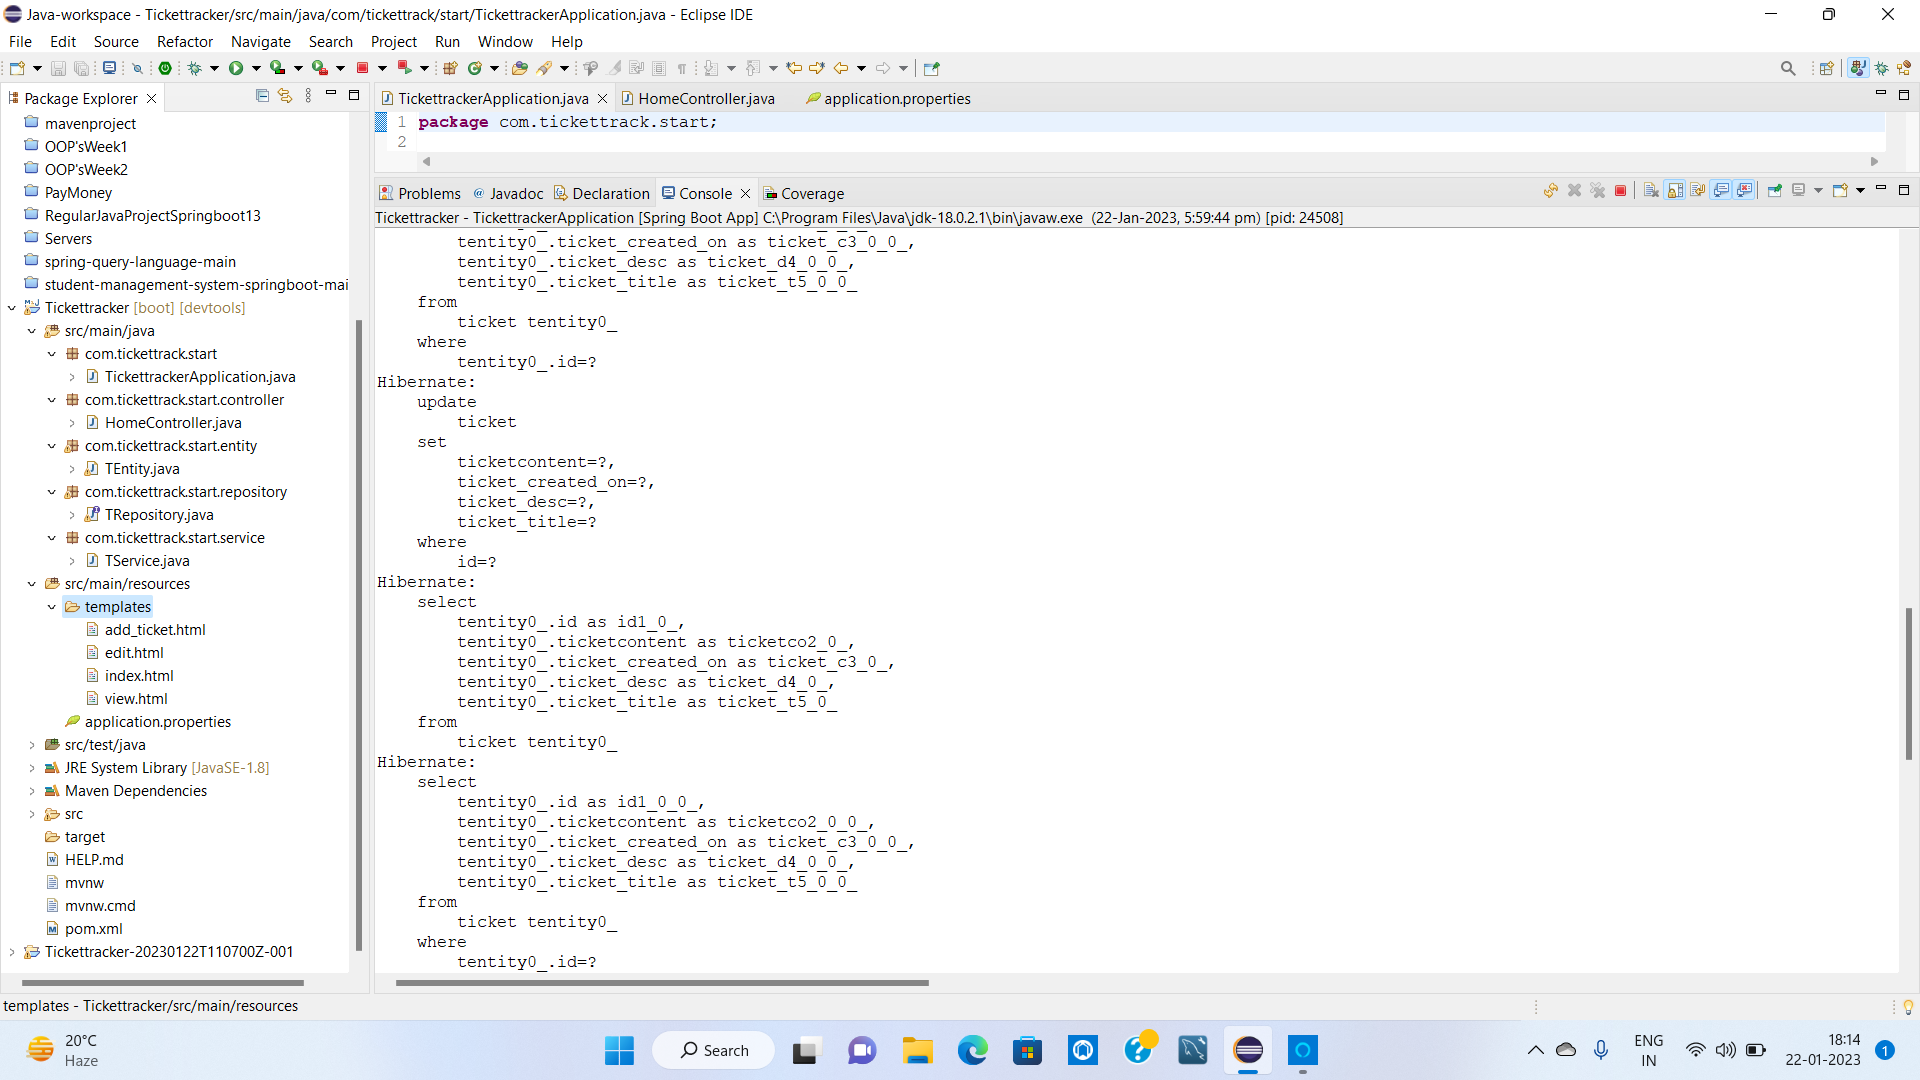 Java-workspace - Tickettracker/src/main/java/com/tickettrack/start/TickettrackerApplication.java - Eclipse IDE
File Edit Source Refactor Navigate Search Project Run Window Help
Package Explorer
mavenproject
OOP'sWeek1
OOP'sWeek2
PayMoney
RegularJavaProjectSpringboot13
Servers
spring-query-language-main
student-management-system-springboot-mai
Tickettracker [boot] [devtools]
src/main/java
com.tickettrack.start
TickettrackerApplication.java
com.tickettrack.start.controller
HomeController.java
com.tickettrack.start.entity
TEntity.java
com.tickettrack.start.repository
TRepository.java
com.tickettrack.start.service
TService.java
src/main/resources
templates
add_ticket.html
edit.html
index.html
view.html
application.properties
src/test/java
JRE System Library [JavaSE-1.8]
Maven Dependencies
src
target
HELP.md
mvnw
mvnw.cmd
pom.xml
Tickettracker-20230122T110700Z-001
TickettrackerApplication.java HomeController.java application.properties
1 package com.tickettrack.start;
2
Problems @ Javadoc Declaration Console Coverage
Tickettracker - TickettrackerApplication [Spring Boot App] C:\Program Files\Java\jdk-18.0.2.1\bin\javaw.exe (22-Jan-2023, 5:59:44 pm) [pid: 24508]
tentity0_.ticket_created_on as ticket_c3_0_0_,
tentity0_.ticket_desc as ticket_d4_0_0_,
tentity0_.ticket_title as ticket_t5_0_0_
from
ticket tentity0_
where
tentity0_.id=?
Hibernate:
update
ticket
set
ticketcontent=?,
ticket_created_on=?,
ticket_desc=?,
ticket_title=?
where
id=?
Hibernate:
select
tentity0_.id as id1_0_,
tentity0_.ticketcontent as ticketco2_0_,
tentity0_.ticket_created_on as ticket_c3_0_,
tentity0_.ticket_desc as ticket_d4_0_,
tentity0_.ticket_title as ticket_t5_0_
from
ticket tentity0_
Hibernate:
select
tentity0_.id as id1_0_0_,
tentity0_.ticketcontent as ticketco2_0_0_,
tentity0_.ticket_created_on as ticket_c3_0_0_,
tentity0_.ticket_desc as ticket_d4_0_0_,
tentity0_.ticket_title as ticket_t5_0_0_
from
ticket tentity0_
where
tentity0_.id=?
templates - Tickettracker/src/main/resources
20°C
Haze
Search
ENG
IN
18:14
22-01-2023
1